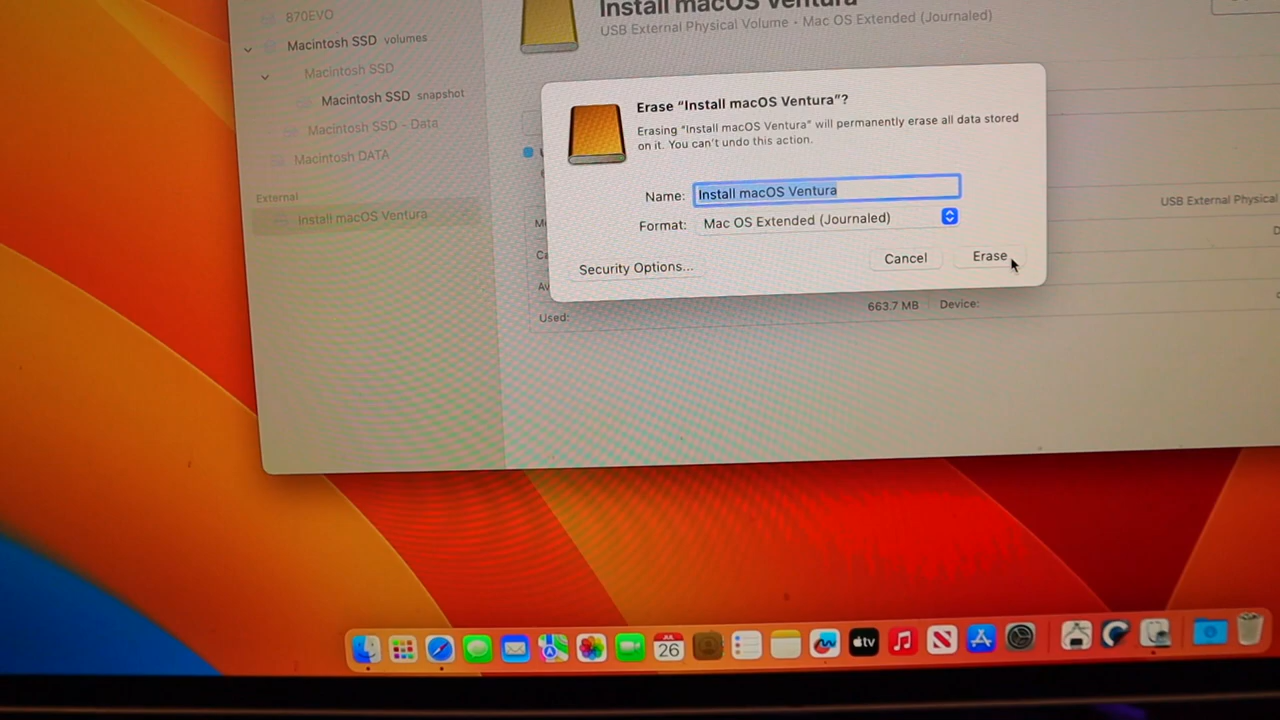 870EVO
Macintosh SSD volumes
Macintosh SSD
Macintosh SSD snapshot
Macintosh SSD - Data
Macintosh DATA
External
Install macOS Ventura
Install macOS Ventura
USB External Physical Volume • Mac OS Extended (Journaled)
Erase “Install macOS Ventura”?
Erasing “Install macOS Ventura” will permanently erase all data stored
on it. You can’t undo this action.
Name: Install macOS Ventura
Format: Mac OS Extended (Journaled)
Security Options...
Cancel
Erase
USB External Physical
Used:
663.7 MB
Device:
JUL
26
tv